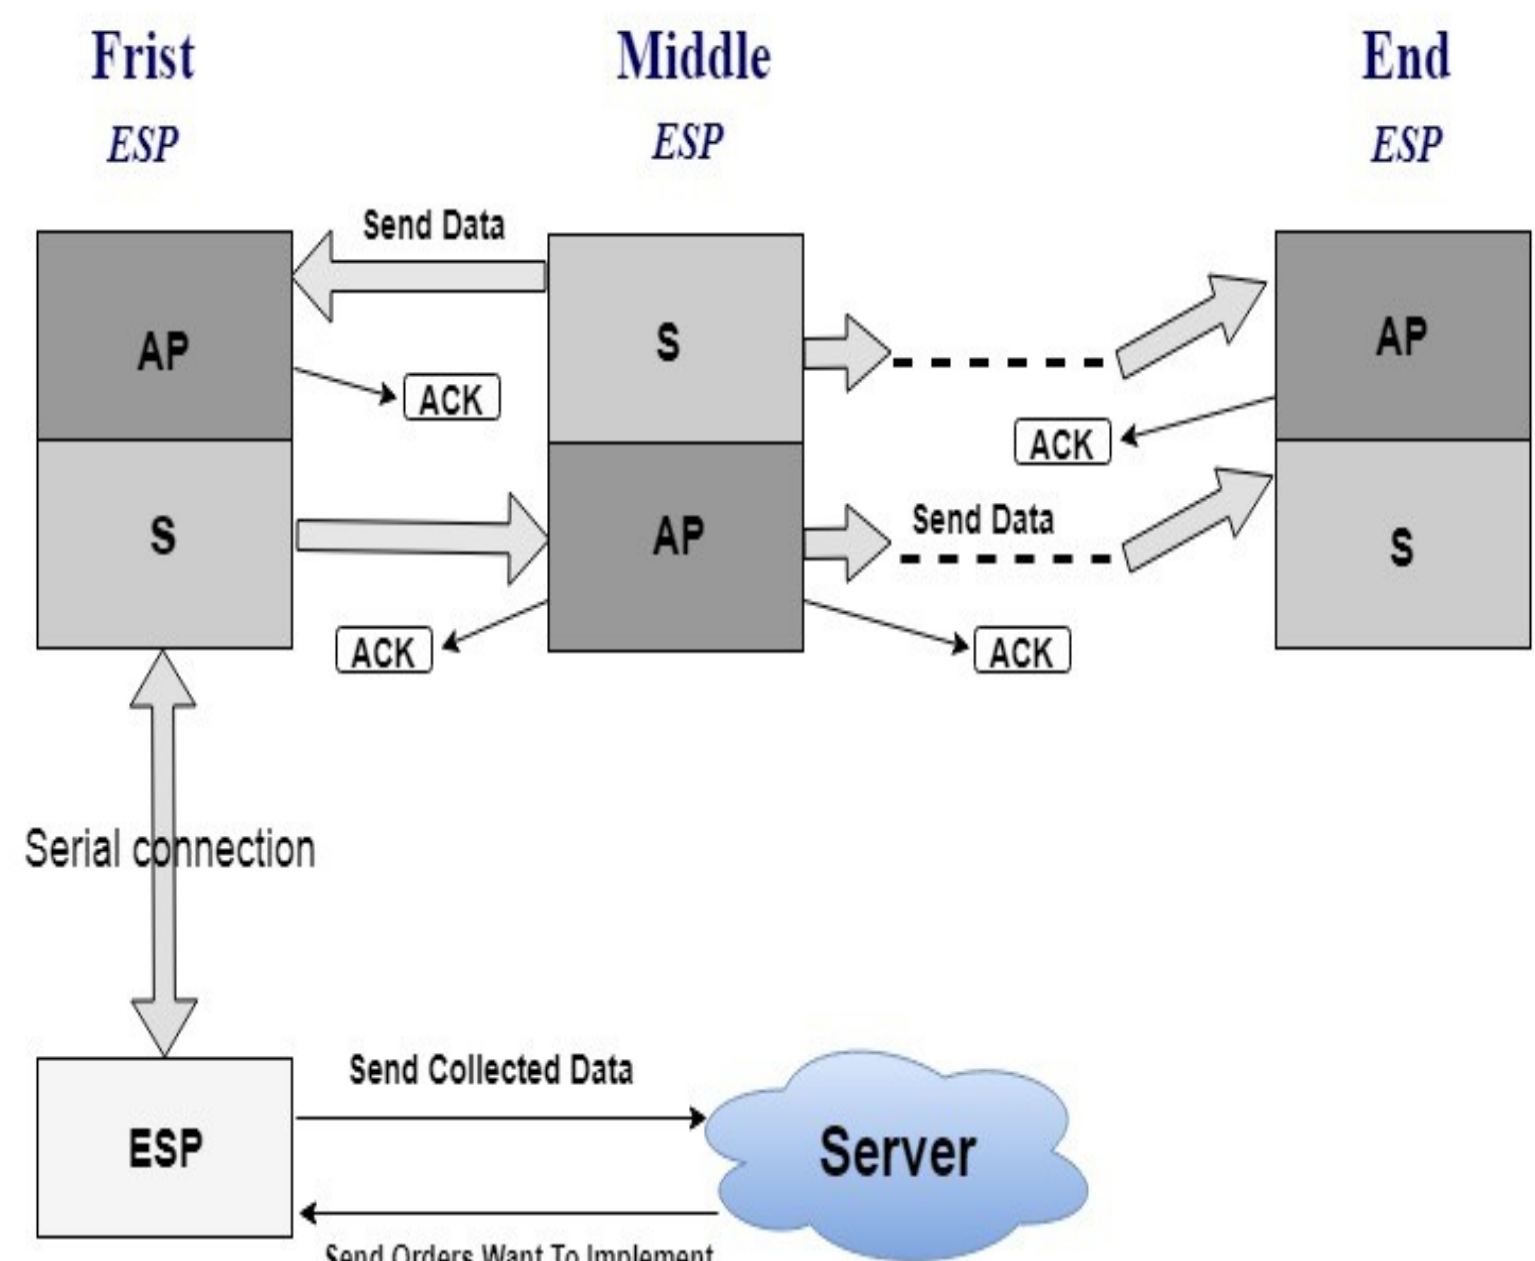 Frist
ESP
Middle
ESP
End
ESP
Send Data
AP
ACK
S
S
AP
ACK
ACK
Send Data
AP
ACK
S
Serial connection
ESP
Send Collected Data
Server
Send Orders Want To Implement